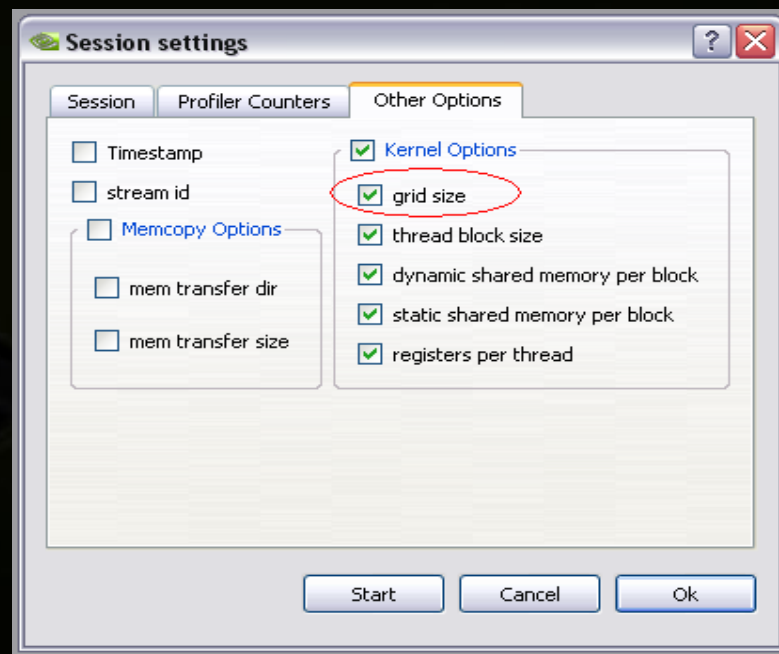 Session settings
Session Profiler Counters Other Options
Timestamp
stream id
Memcopy Options
mem transfer dir
mem transfer size
Kernel Options
grid size
thread block size
dynamic shared memory per block
static shared memory per block
registers per thread
Start Cancel Ok